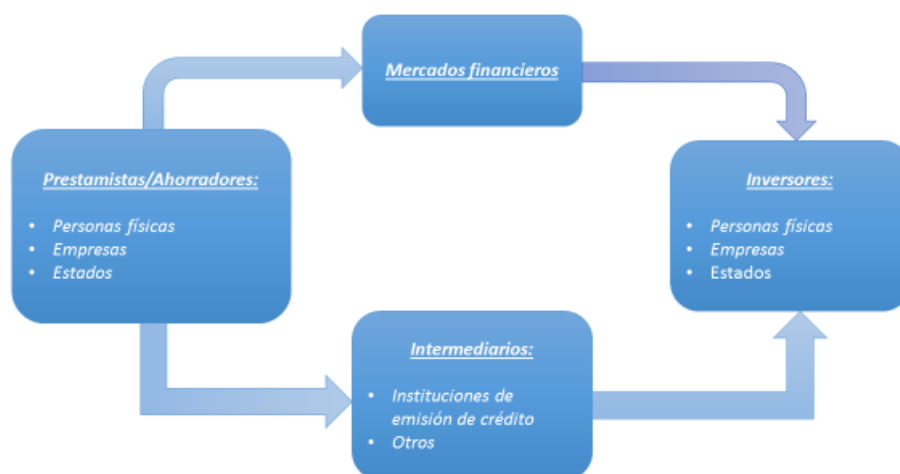 Mercados financieros
Prestamistas/Ahorradores:
• Personas físicas
• Empresas
• Estados
Inversores:
• Personas físicas
• Empresas
• Estados
Intermediarios:
• Instituciones de
emisión de crédito
• Otros